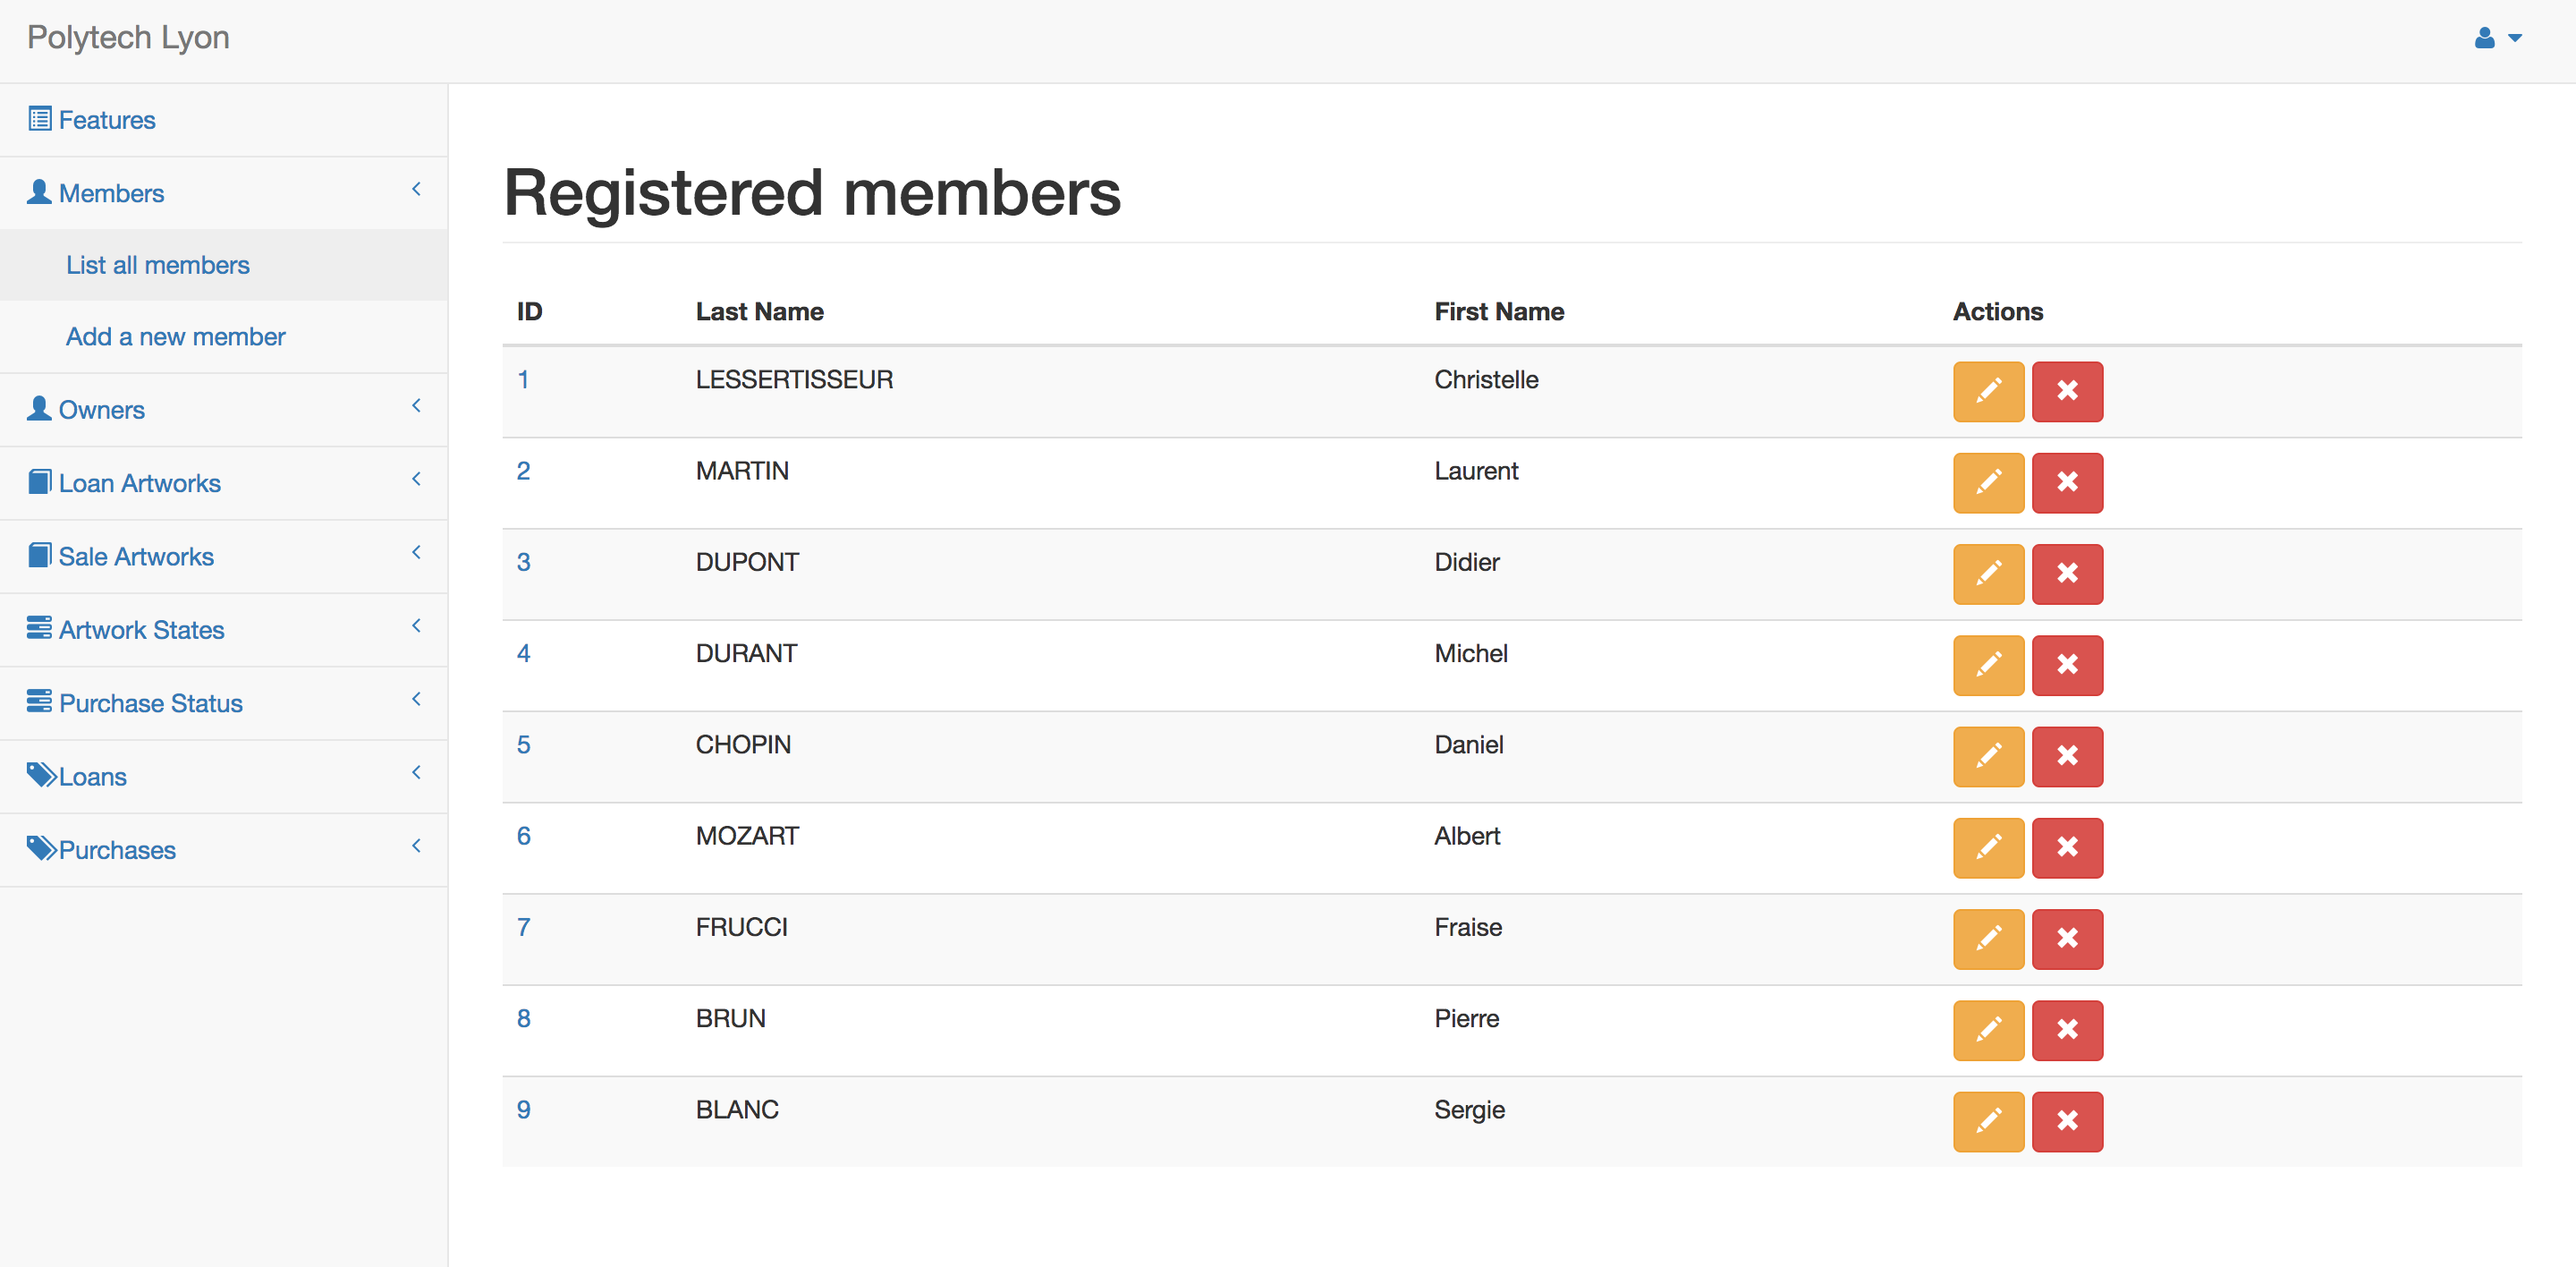 Polytech Lyon
Features
Members
List all members
Add a new member
Owners
Loan Artworks
Sale Artworks
Artwork States
Purchase Status
Loans
Purchases
Registered members
ID Last Name First Name Actions
1 LESSERTISSEUR Christelle
2 MARTIN Laurent
3 DUPONT Didier
4 DURANT Michel
5 CHOPIN Daniel
6 MOZART Albert
7 FRUCCI Fraise
8 BRUN Pierre
9 BLANC Sergie